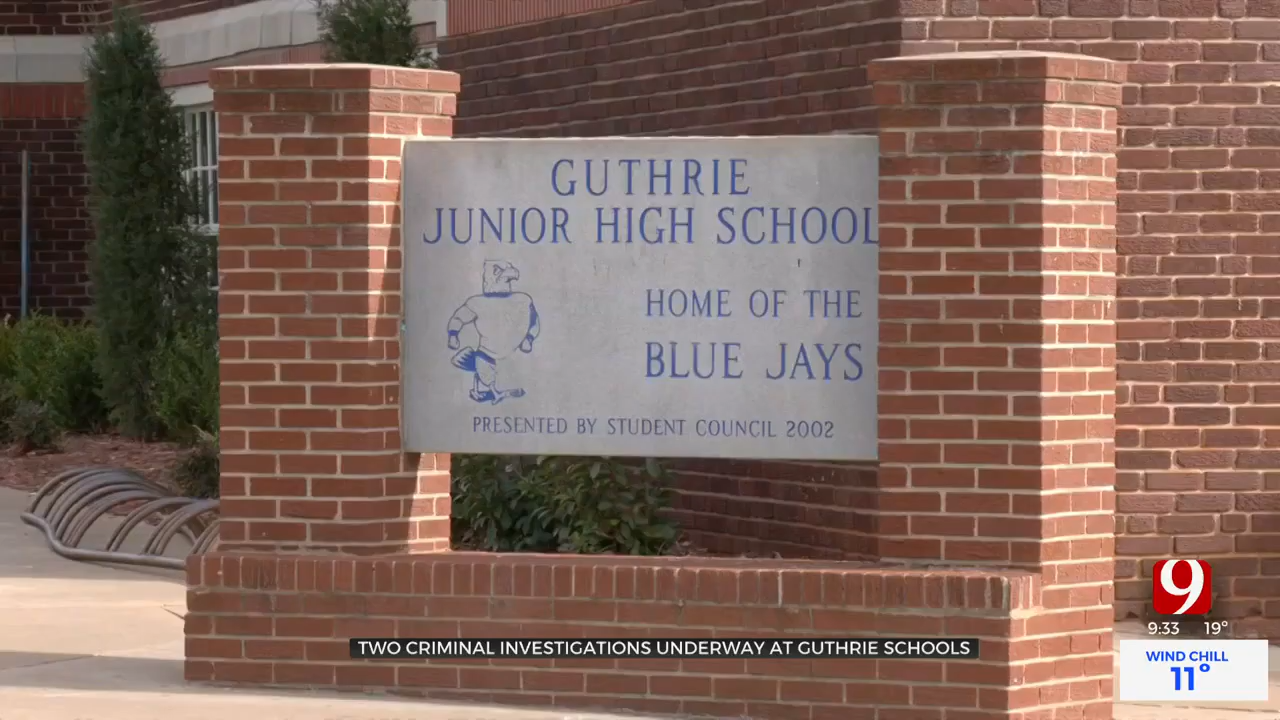 GUTHRIE
JUNIOR HIGH SCHOOL
HOME OF THE
BLUE JAYS
PRESENTED BY STUDENT COUNCIL 2002
9
9:33 19°
TWO CRIMINAL INVESTIGATIONS UNDERWAY AT GUTHRIE SCHOOLS
WIND CHILL
11°